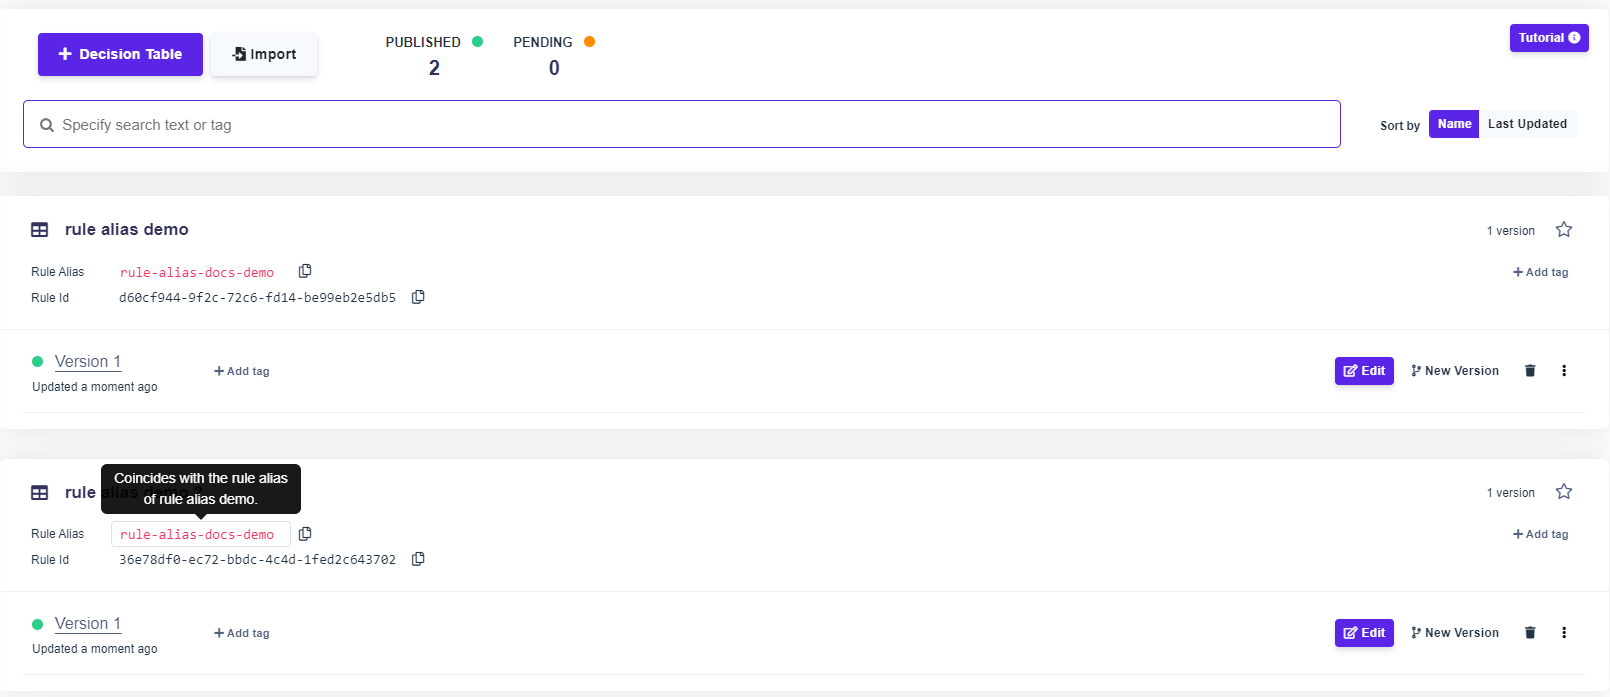 Decision Table
Import
PUBLISHED
2
PENDING
0
Tutorial
Specify search text or tag
Sort by Name Last Updated
rule alias demo
1 version
Rule Alias rule-alias-docs-demo
Add tag
Rule Id d60cf944-9f2c-72c6-fd14-be99eb2e5db5
Version 1
Updated a moment ago
Add tag
Edit
New Version
Coincides with the rule alias
of rule alias demo.
rule
1 version
Rule Alias rule-alias-docs-demo
Add tag
Rule Id 36e78df0-ec72-bbdc-4c4d-1fed2c643702
Version 1
Updated a moment ago
Add tag
Edit
New Version